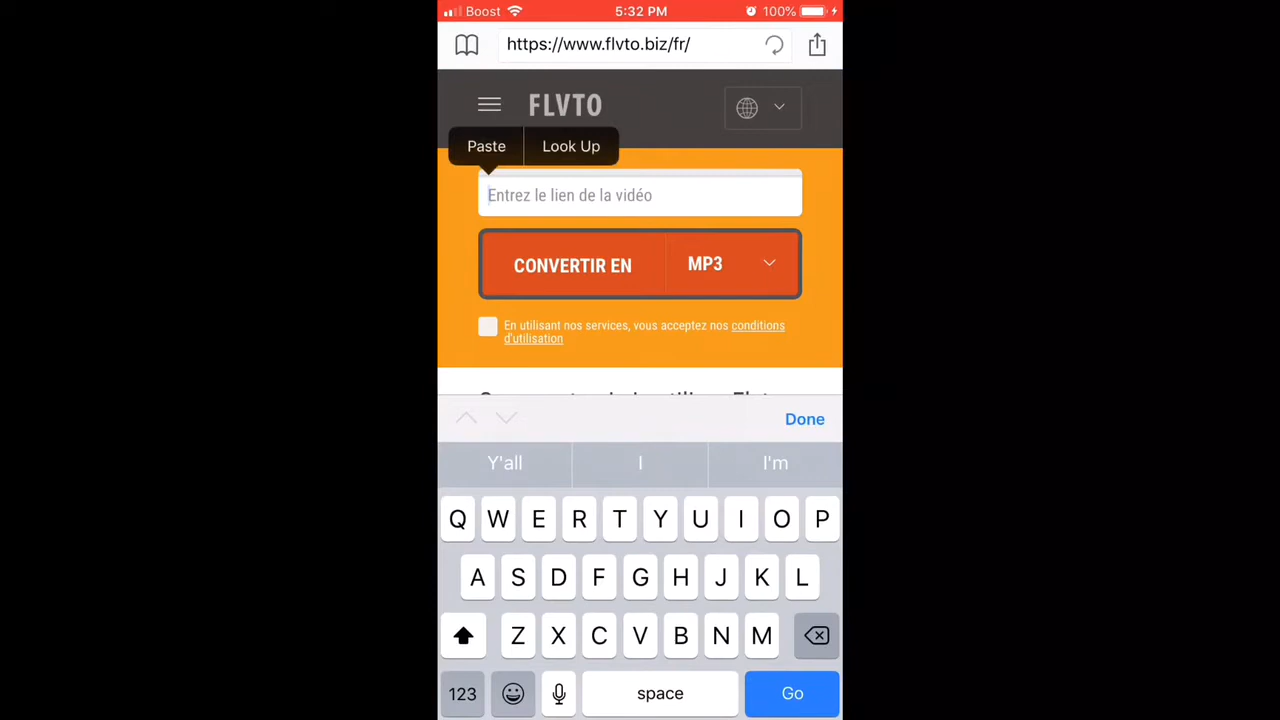 Boost 5:32 PM 100%
https://www.flvto.biz/fr/
FLVTO
Paste Look Up
Entrez le lien de la vidéo
CONVERTIR EN MP3
En utilisant nos services, vous acceptez nos conditions
d'utilisation
Done
Y'all I I'm
Q W E R T Y U I O P
A S D F G H J K L
Z X C V B N M
123 space Go